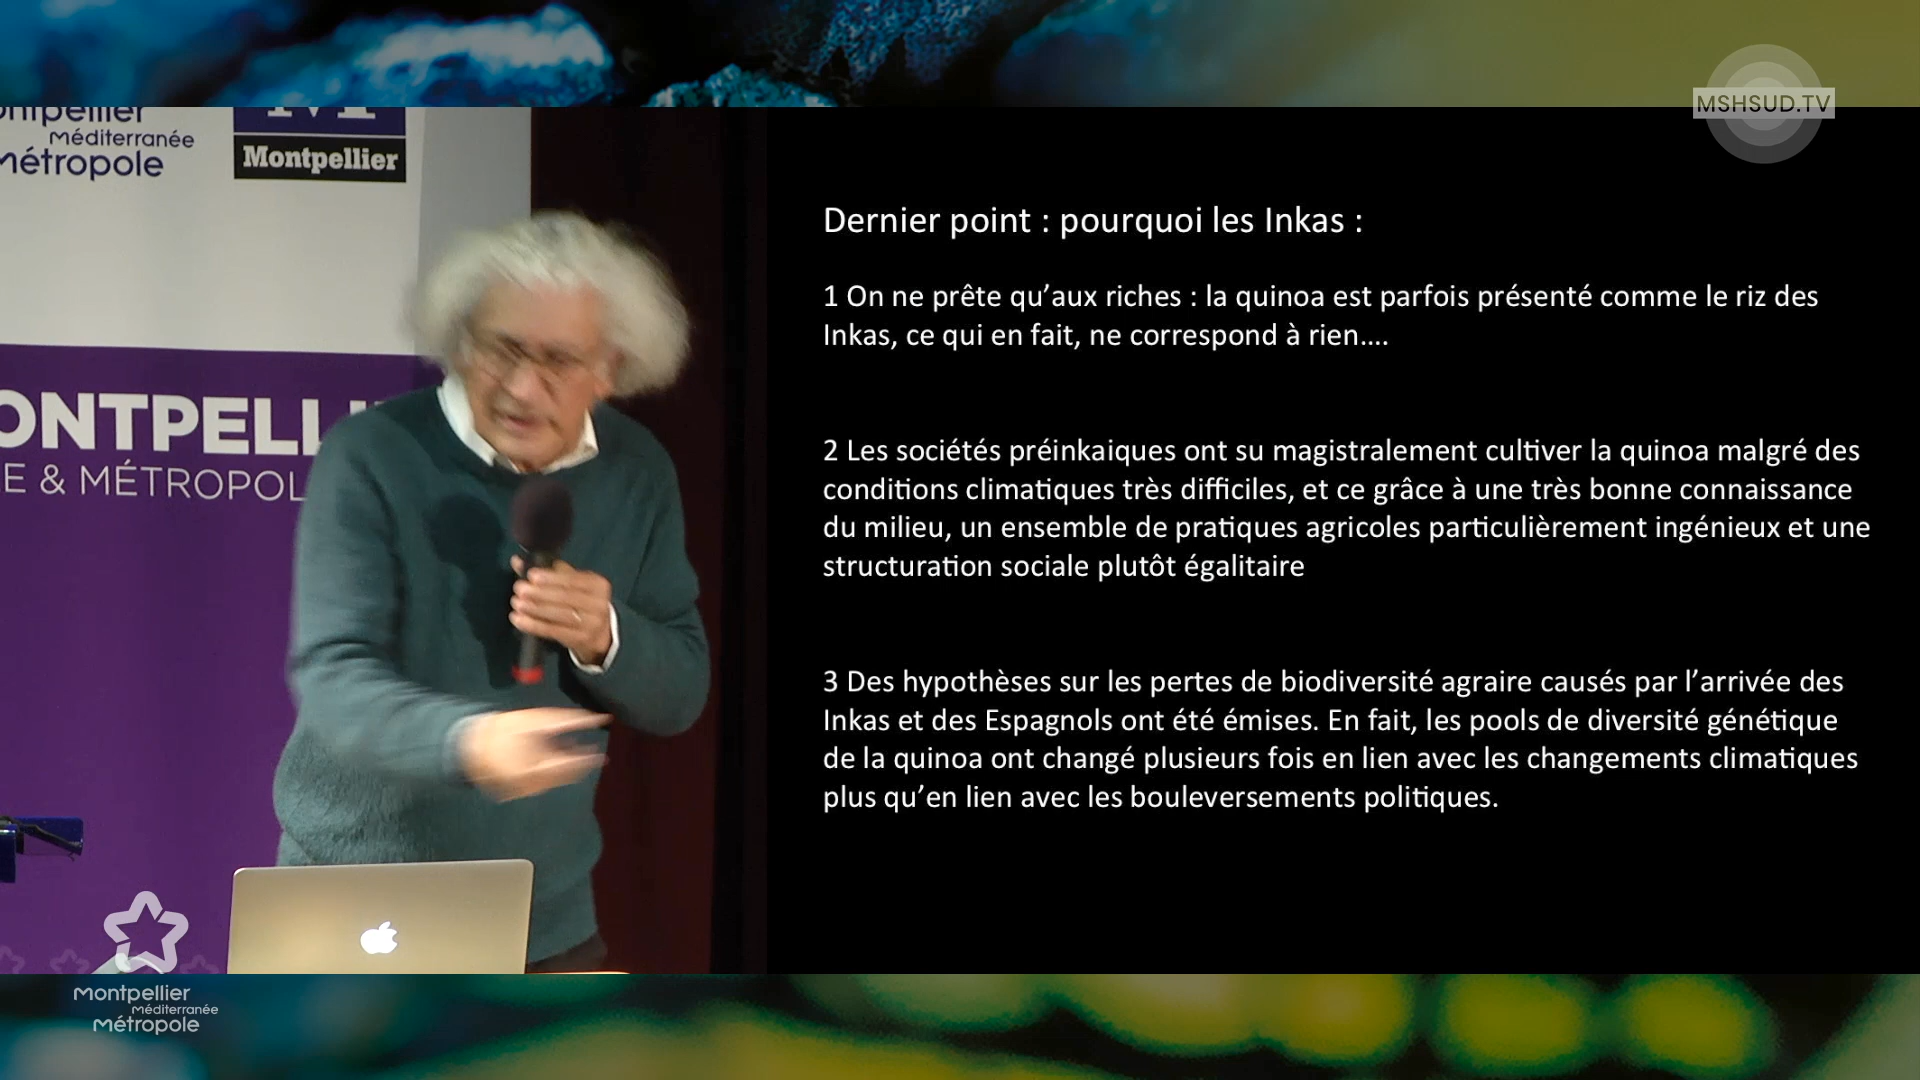 MSHSUD.TV
méditerranée
métropole
Montpellier
Dernier point : pourquoi les Inkas :
1 On ne prête qu’aux riches : la quinoa est parfois présenté comme le riz des
Inkas, ce qui en fait, ne correspond à rien....
2 Les sociétés préinkaiques ont su magistralement cultiver la quinoa malgré des
conditions climatiques très difficiles, et ce grâce à une très bonne connaissance
du milieu, un ensemble de pratiques agricoles particulièrement ingénieux et une
structuration sociale plutôt égalitaire
3 Des hypothèses sur les pertes de biodiversité agraire causés par l’arrivée des
Inkas et des Espagnols ont été émises. En fait, les pools de diversité génétique
de la quinoa ont changé plusieurs fois en lien avec les changements climatiques
plus qu’en lien avec les bouleversements politiques.
ONTPELL
E & MÉTROPOL
montpellier
méditerranée
métropole